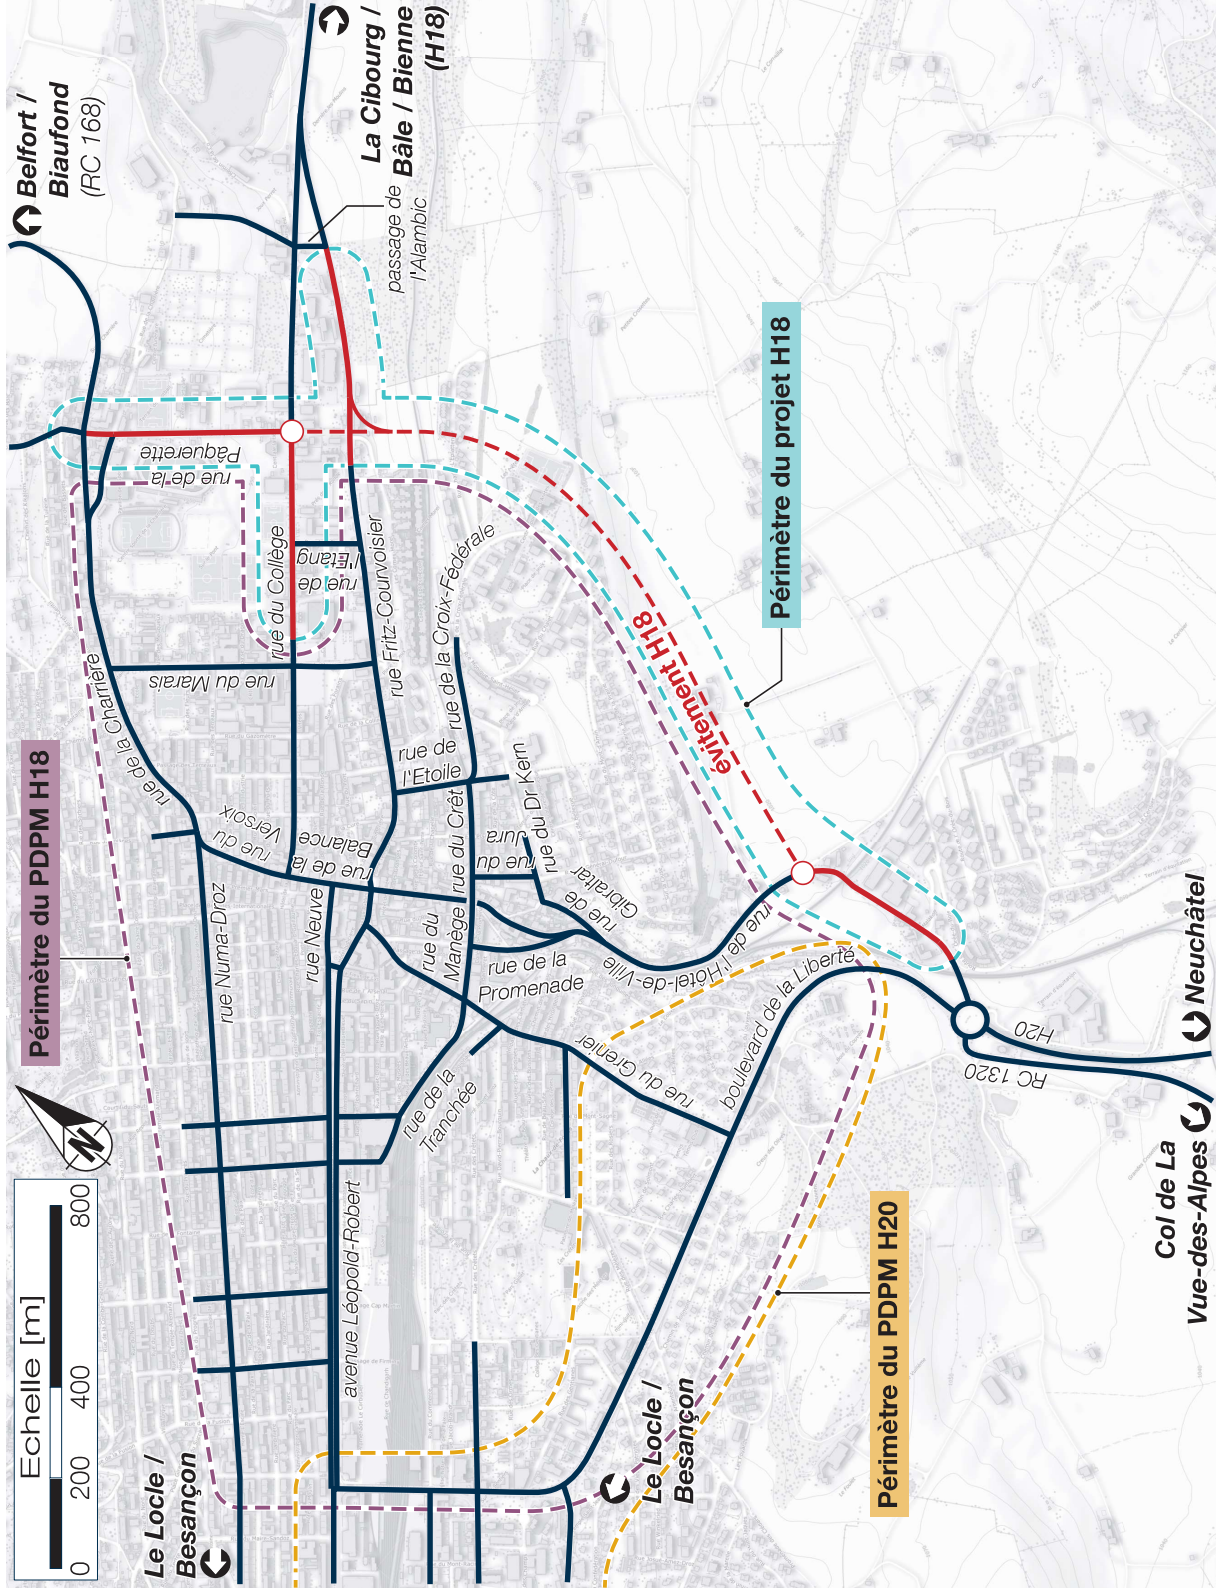 Belfort /
Biaufond
(RC 168)
La Cibourg /
Bâle / Bienne
(H18)
passage de
l'Alambic
Périmètre du projet H18
évitement H18
rue de la
Pâquerette
rue du Collège
rue de
l'Etang
rue Fritz-Courvoisier
rue de la Croix-Fédérale
rue du Marais
rue de la Charrière
rue de
l'Etoile
rue du Dr Kern
rue du
Jura
rue du Crêt
rue de
Gibraltar
rue du
Versoix
rue de la
Balance
rue Neuve
rue Numa-Droz
rue du
Manège
rue de la
Promenade
rue de l'Hôtel-de-Ville
boulevard de la Liberté
rue du Grenier
rue de la
Tranchée
avenue Léopold-Robert
Périmètre du PDPM H18
Périmètre du PDPM H20
H20
RC 1320
Neuchâtel
Col de La
Vue-des-Alpes
Le Locle /
Besançon
Le Locle /
Besançon
N
Echelle [m]
0 200 400 800